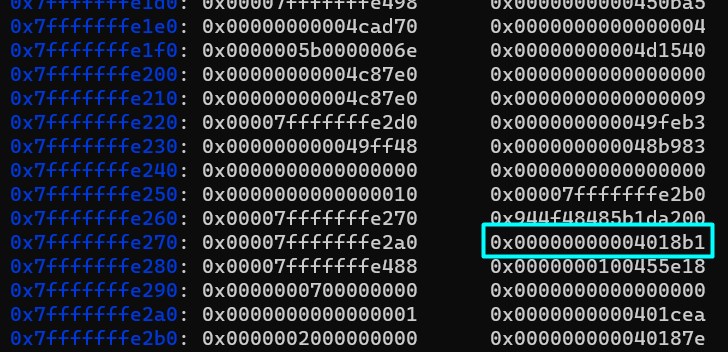 0x7fffffffe1d0: 0x00007fffffffe498 0x0000000000450ba5
0x7fffffffe1e0: 0x00000000004cad70 0x0000000000000004
0x7fffffffe1f0: 0x0000005b0000006e 0x00000000004d1540
0x7fffffffe200: 0x00000000004c87e0 0x0000000000000000
0x7fffffffe210: 0x00000000004c87e0 0x0000000000000009
0x7fffffffe220: 0x00007fffffffe2d0 0x000000000049feb3
0x7fffffffe230: 0x000000000049ff48 0x000000000048b983
0x7fffffffe240: 0x0000000000000000 0x0000000000000000
0x7fffffffe250: 0x0000000000000010 0x00007fffffffe2b0
0x7fffffffe260: 0x00007fffffffe270 0x944f48485b1da200
0x7fffffffe270: 0x00007fffffffe2a0 0x00000000004018b1
0x7fffffffe280: 0x00007fffffffe488 0x0000000100455e18
0x7fffffffe290: 0x0000000700000000 0x0000000000000000
0x7fffffffe2a0: 0x0000000000000001 0x0000000000401cea
0x7fffffffe2b0: 0x0000002000000000 0x000000000040187e